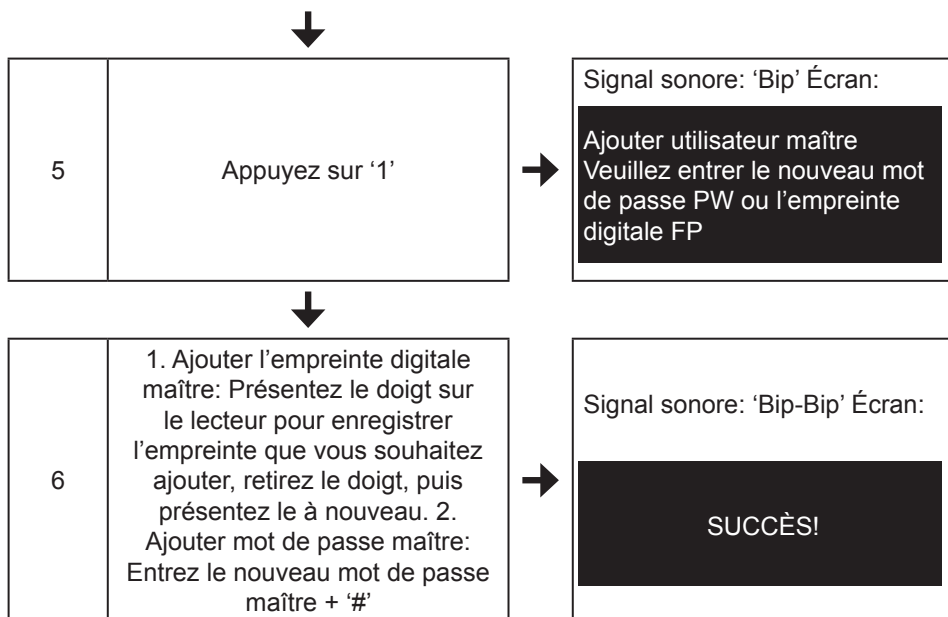 5
Appuyez sur ‘1’
Signal sonore: ‘Bip’ Écran:
Ajouter utilisateur maître
Veuillez entrer le nouveau mot
de passe PW ou l’empreinte
digitale FP
6
1. Ajouter l’empreinte digitale
maître: Présentez le doigt sur
le lecteur pour enregistrer
l’empreinte que vous souhaitez
ajouter, retirez le doigt, puis
présentez le à nouveau. 2.
Ajouter mot de passe maître:
Entrez le nouveau mot de passe
maître + ‘#’
Signal sonore: ‘Bip-Bip’ Écran:
SUCCÈS!